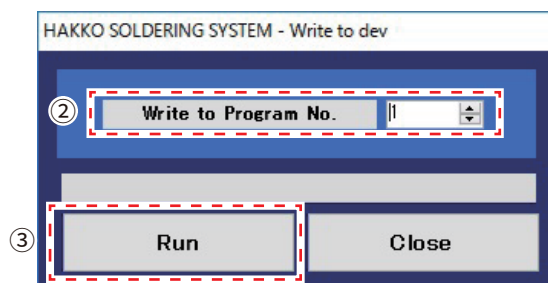 HAKKO SOLDERING SYSTEM - Write to dev
② Write to Program No. 1
③ Run Close